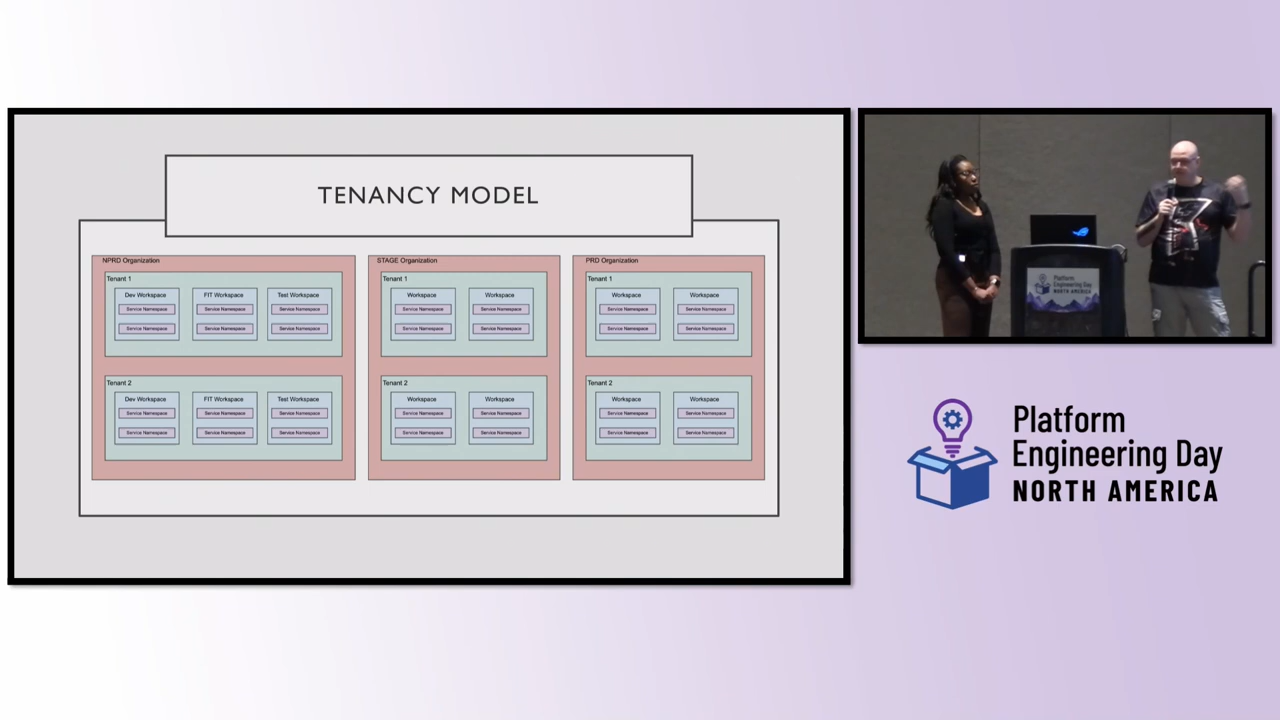 TENANCY MODEL
NPRD Organization
Tenant 1
Dev Workspace
Service Namespace
Service Namespace
FIT Workspace
Service Namespace
Service Namespace
Test Workspace
Service Namespace
Service Namespace
Tenant 2
Dev Workspace
Service Namespace
Service Namespace
FIT Workspace
Service Namespace
Service Namespace
Test Workspace
Service Namespace
Service Namespace
STAGE Organization
Tenant 1
Workspace
Service Namespace
Service Namespace
Workspace
Service Namespace
Service Namespace
Tenant 2
Workspace
Service Namespace
Service Namespace
Workspace
Service Namespace
Service Namespace
PRD Organization
Tenant 1
Workspace
Service Namespace
Service Namespace
Workspace
Service Namespace
Service Namespace
Tenant 2
Workspace
Service Namespace
Service Namespace
Workspace
Service Namespace
Service Namespace
Platform
Engineering Day
NORTH AMERICA
Platform
Engineering Day
NORTH AMERICA